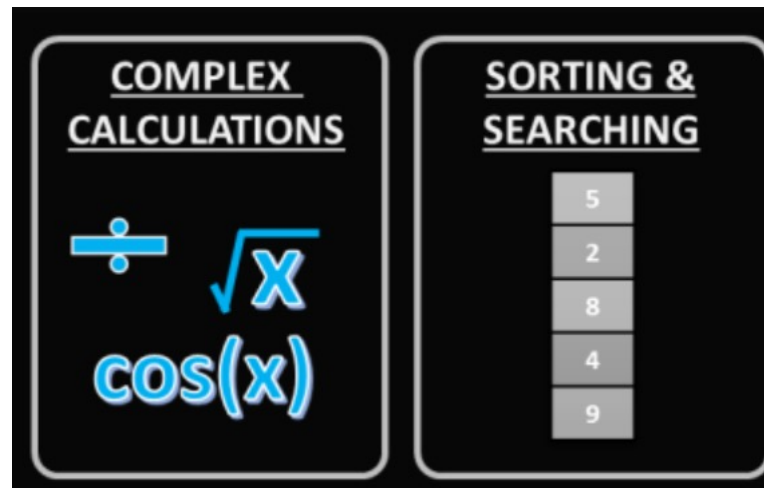 COMPLEX
CALCULATIONS
÷ √x
cos(x)
SORTING &
SEARCHING
5
2
8
4
9